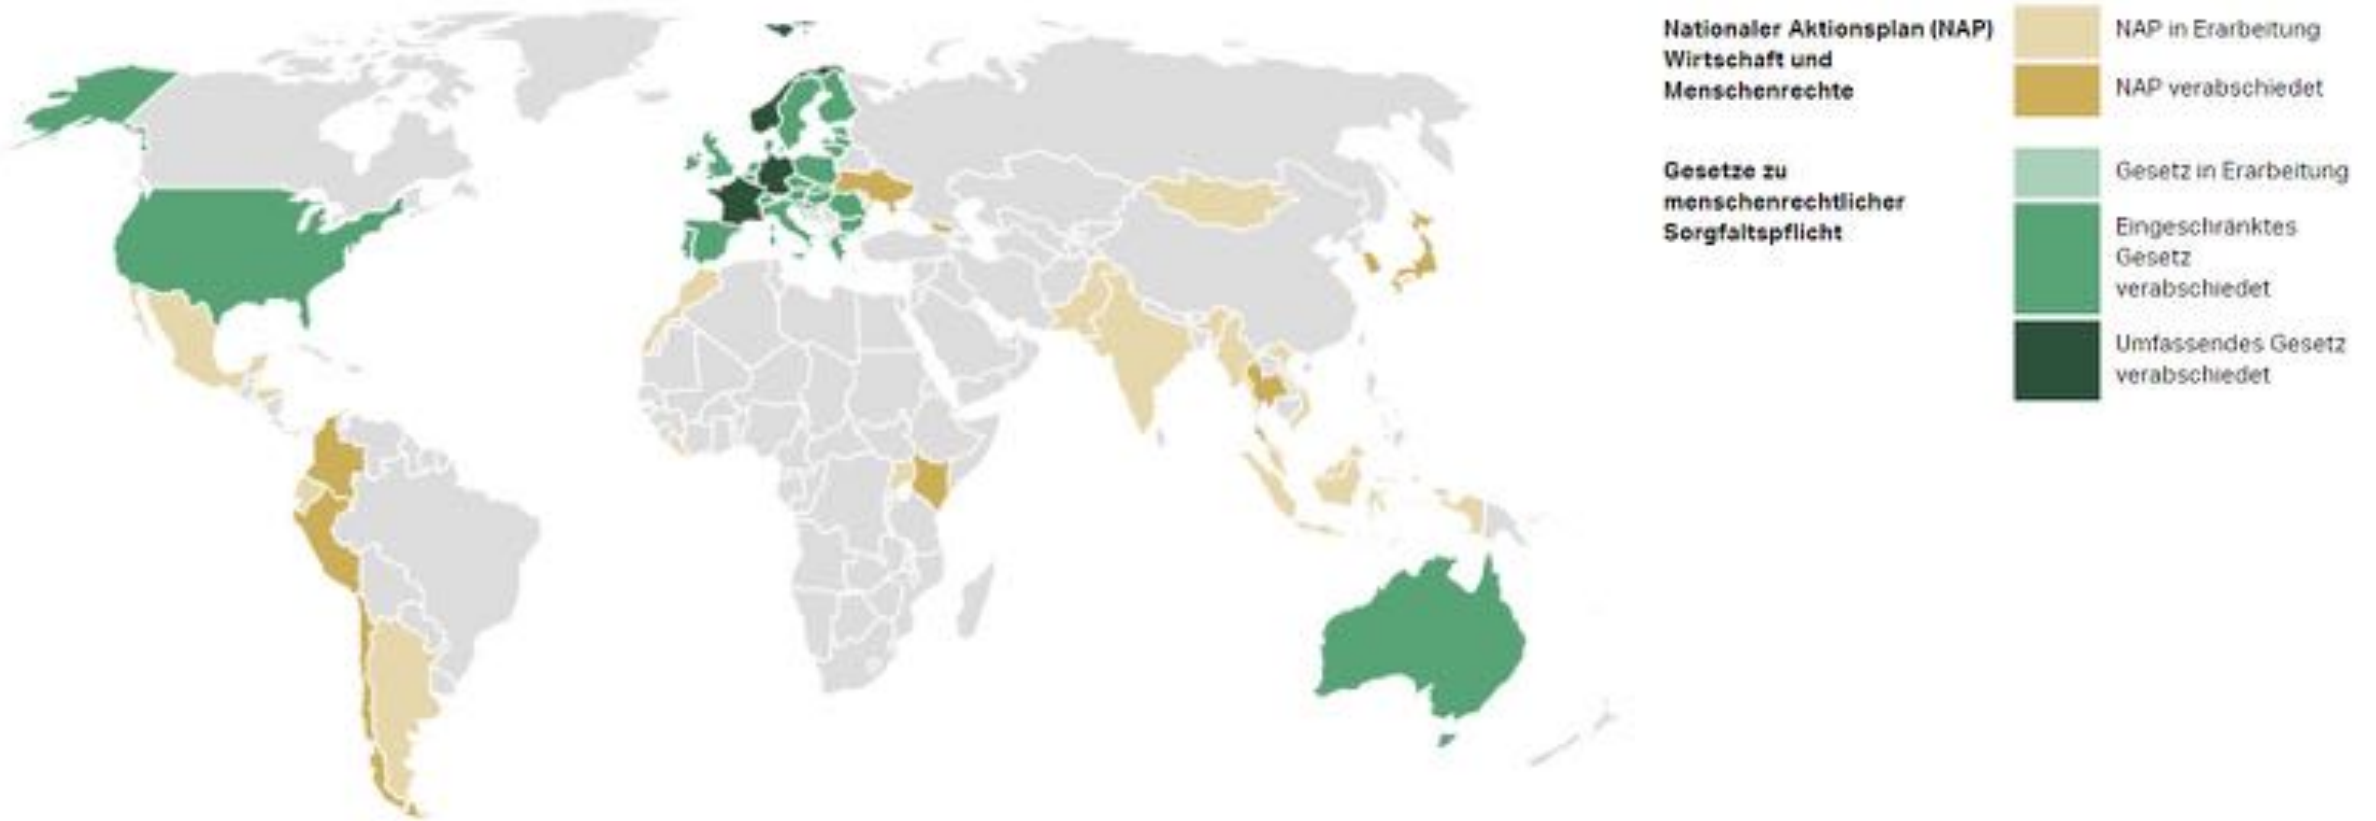 Nationaler Aktionsplan (NAP)
Wirtschaft und
Menschenrechte
NAP in Erarbeitung
NAP verabschiedet
Gesetze zu
menschenrechtlicher
Sorgfaltspflicht
Gesetz in Erarbeitung
Eingeschränktes
Gesetz
verabschiedet
Umfassendes Gesetz
verabschiedet